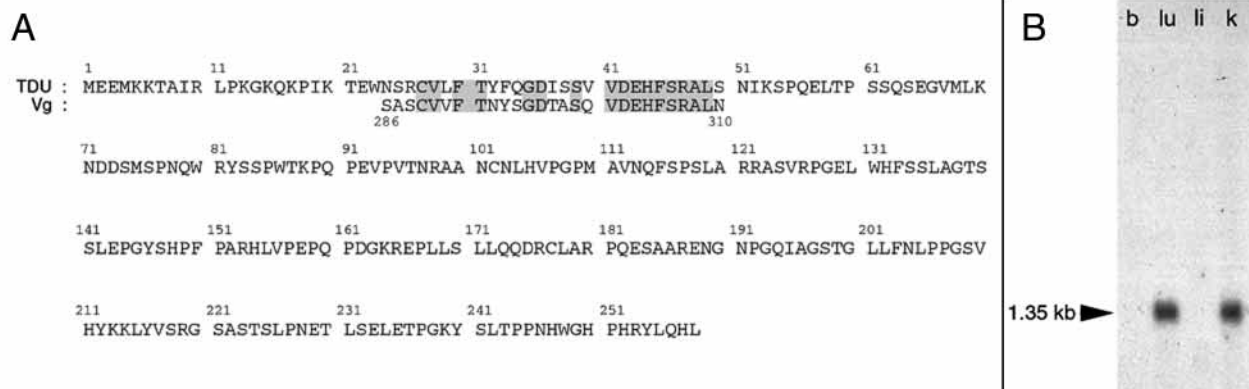 A
1 11 21 31 41 51 61
TDU : MEEMKKTAIR LPKGKQKPIK TEWNSRCVLF TYFQGDISSV VDEHFSRALS NIKSPQELTP SSQSEGVMLK
Vg : SASCVVF TNYSGDTASQ VDEHFSRALN
286 310
71 81 91 101 111 121 131
NDDSMSPNQW RYSSPWTKPQ PEVPVTNRAA NCNLHVPGPM AVNQFSPSLA RRASVRPGEL WHFSSLAGTS
141 151 161 171 181 191 201
SLEPGYSHPF PARHLVPEPQ PDGKREPLLS LLQQDRCLAR PQESAARENG NPGQIAGSTG LLFNLPPGSV
211 221 231 241 251
HYKKLYVSRG SASTSLPNET LSELETPGKY SLTPPNHWGH PHRYLQHL
B
b lu li k
1.35 kb